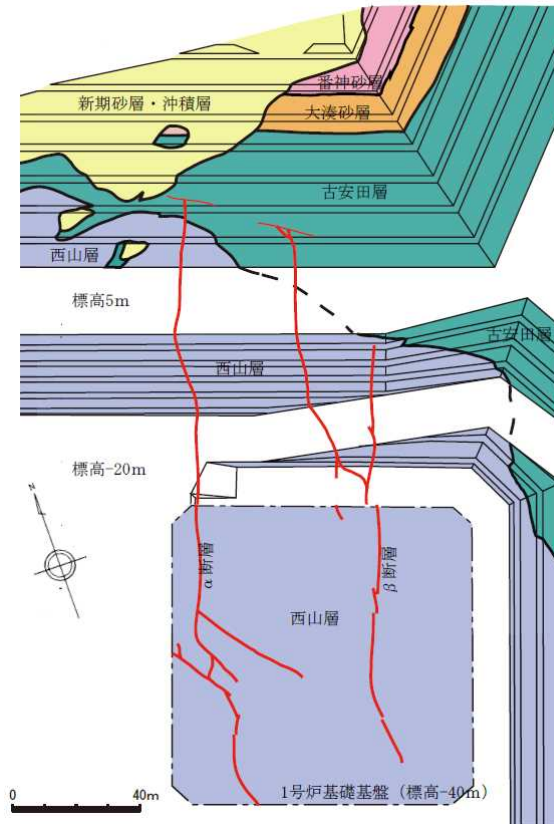 番神砂層
新期砂層・沖積層
大湊砂層
古安田層
西山層
標高5m
古安田層
西山層
標高-20m
N
α断層
β断層
西山層
1号炉基礎基盤（標高-40m）
0 40m